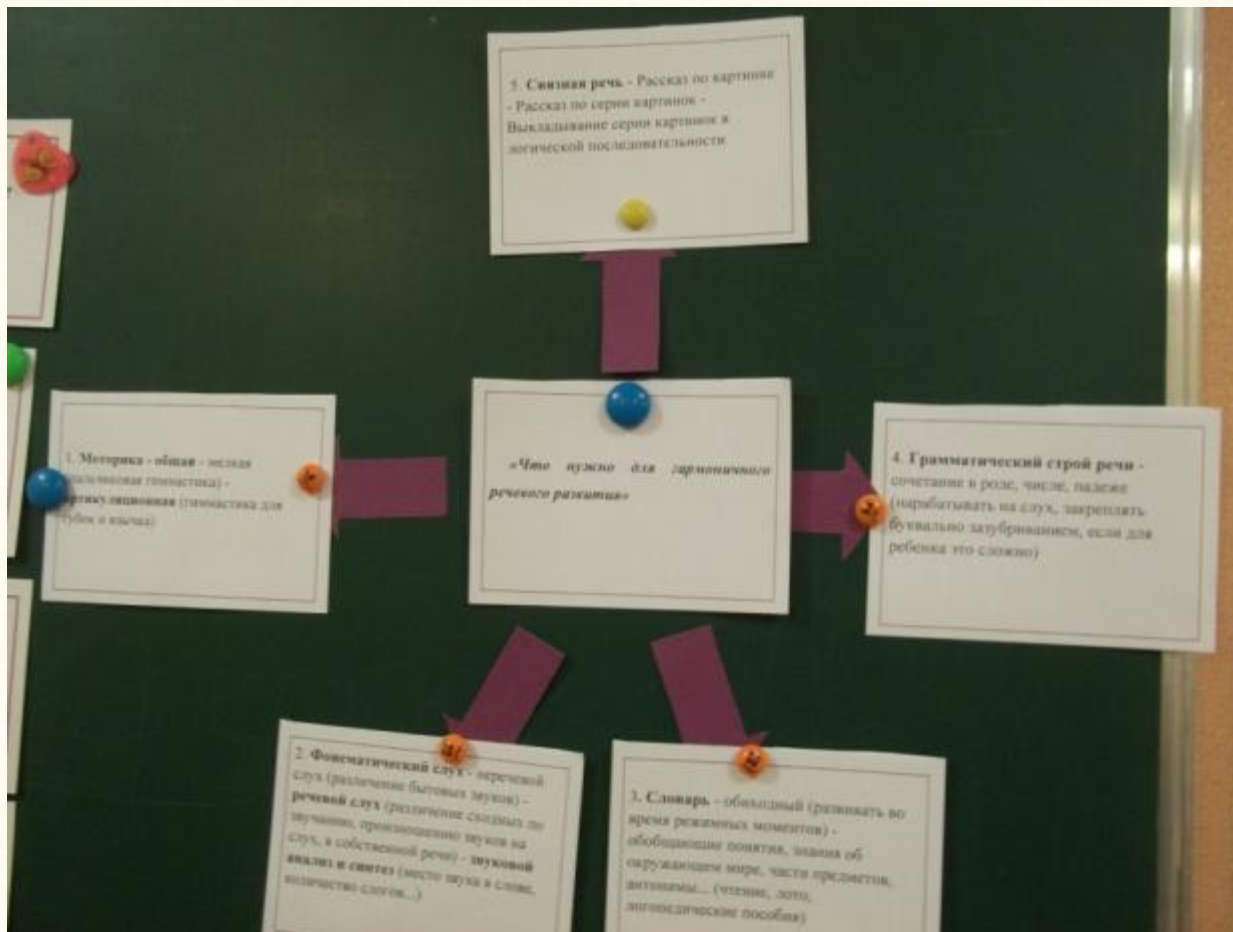 5. Связная речь - Рассказ по картинке
- Рассказ по серии картинок -
Выкладывание серии картинок в
логической последовательности
«Что нужно для гармоничного
речевого развития»
1. Моторика - общая - мелкая
(пальчиковая гимнастика) -
артикуляционная (гимнастика для
губок и язычка)
4. Грамматический строй речи -
сочетание в роде, числе, падеже
(нарабатывать на слух, закреплять
буквально зазубриванием, если для
ребенка это сложно)
2. Фонематический слух - неречевой
слух (различение бытовых звуков) -
речевой слух (различение сходных по
звучанию, произношению звуков на
слух, в собственной речи) - звуковой
анализ и синтез (место звука в слове,
количество слогов...)
3. Словарь - обиходный (развивать во
время режимных моментов) -
обобщающие понятия, знания об
окружающем мире, части предметов,
антонимы... (чтение, лото,
логопедические пособия)